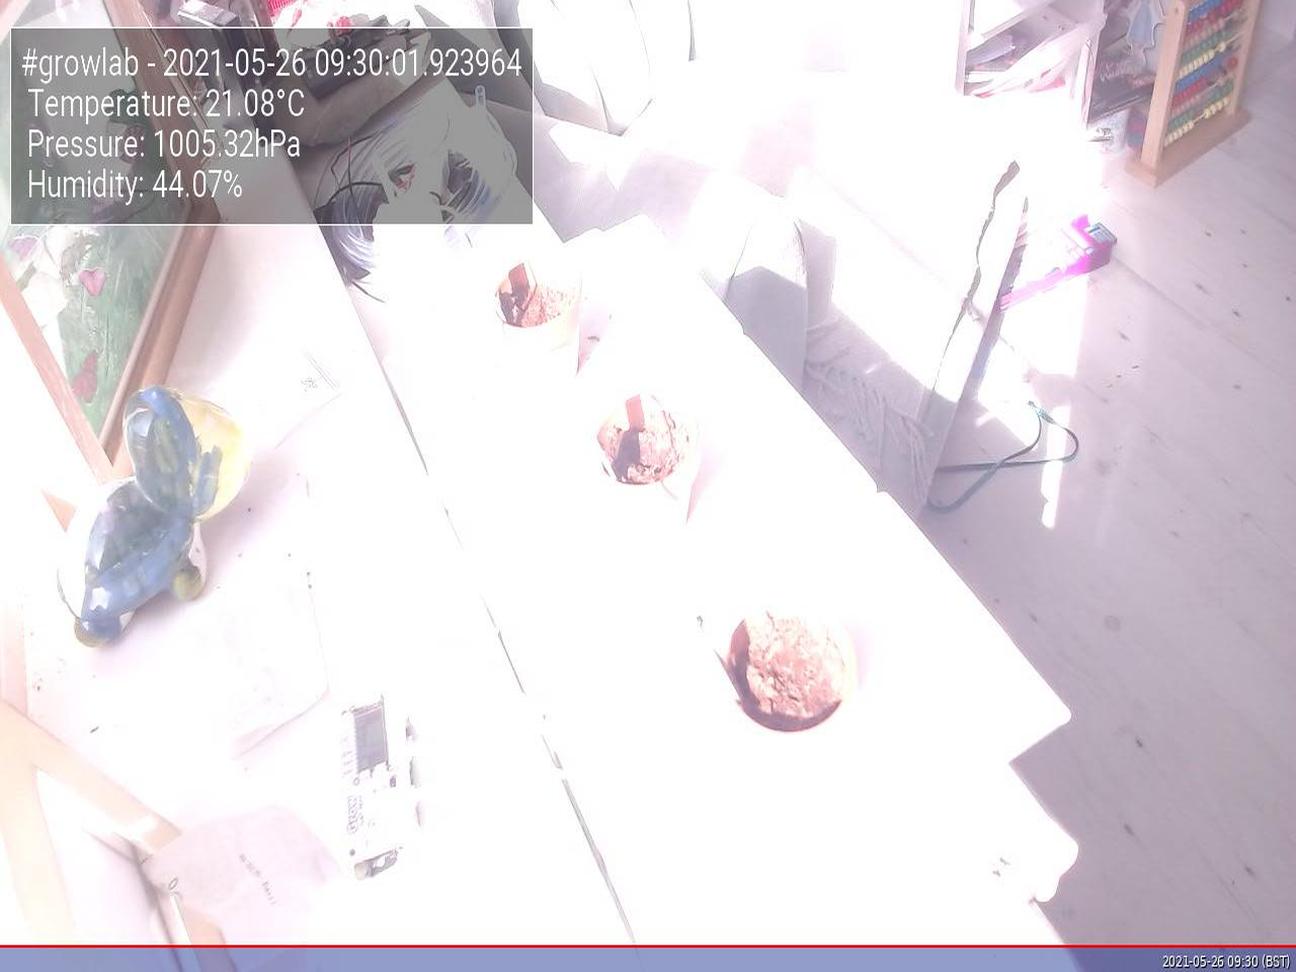 #growlab - 2021-05-26 09:30:01.923964
Temperature: 21.08°C
Pressure: 1005.32hPa
Humidity: 44.07%
2021-05-26 09:30 (BST)